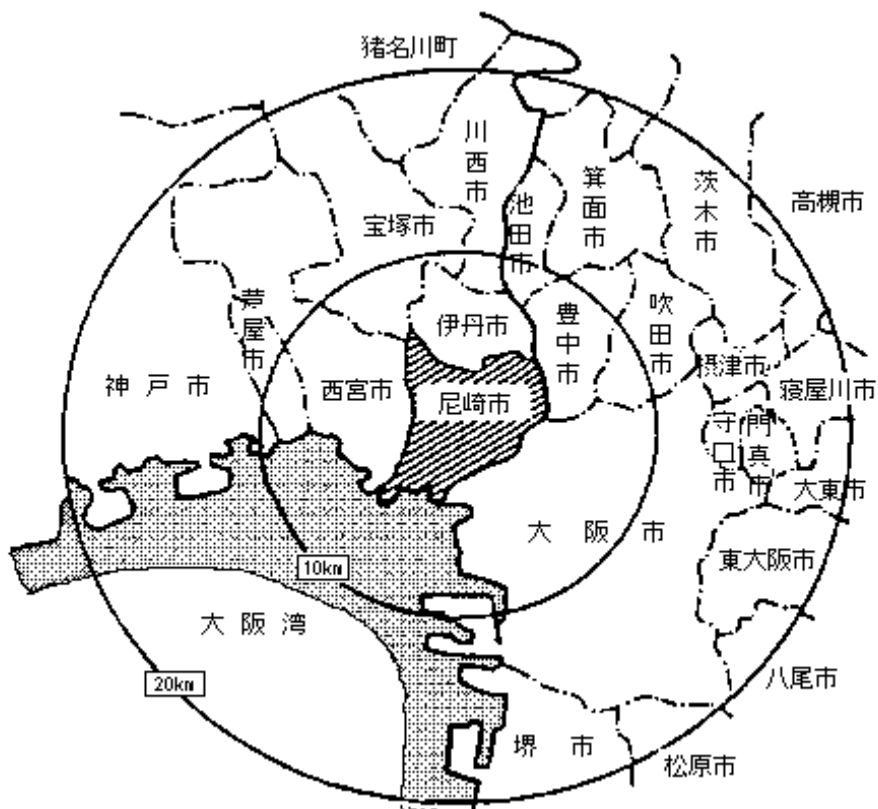 猪名川町
川西市
池田市
箕面市
茨木市
高槻市
宝塚市
芦屋市
伊丹市
豊中市
吹田市
摂津市
寝屋川市
神戸市
西宮市
尼崎市
守口市
門真市
大東市
大阪市
東大阪市
10km
大阪湾
20km
八尾市
堺市
松原市